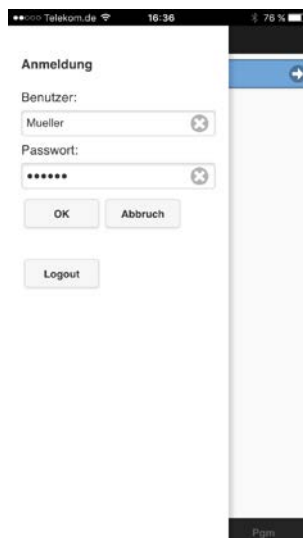 Telekom.de 16:36 76 %
Anmeldung
Benutzer:
Mueller
Passwort:
••••••
OK Abbruch
Logout
Pgm